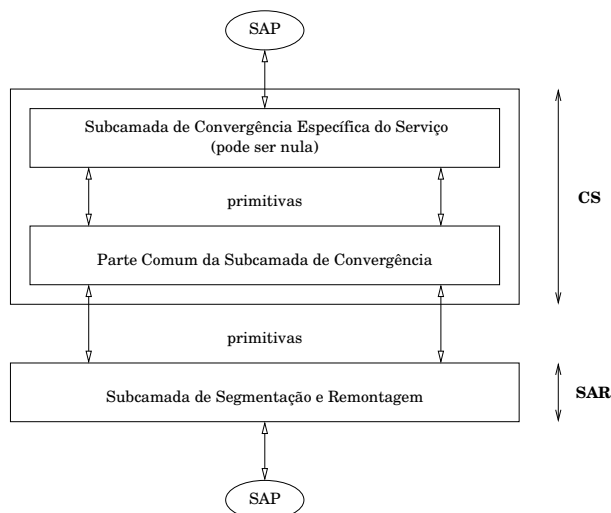 SAP
Subcamada de Convergência Específica do Serviço
(pode ser nula)
primitivas
CS
Parte Comum da Subcamada de Convergência
primitivas
Subcamada de Segmentação e Remontagem
SAR
SAP